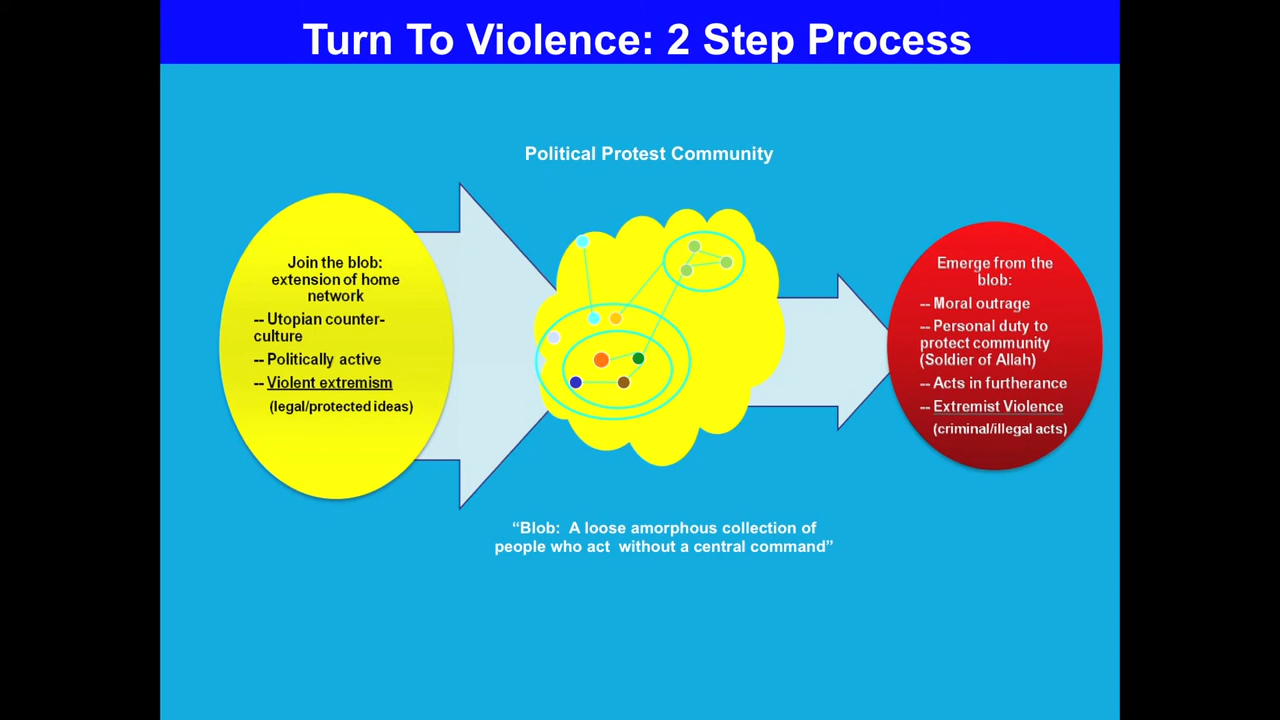 Turn To Violence: 2 Step Process
Political Protest Community
Join the blob:
extension of home
network
-- Utopian counter-
culture
-- Politically active
-- Violent extremism
(legal/protected ideas)
Emerge from the
blob:
-- Moral outrage
-- Personal duty to
protect community
(Soldier of Allah)
-- Acts in furtherance
-- Extremist Violence
(criminal/illegal acts)
“Blob: A loose amorphous collection of
people who act without a central command”